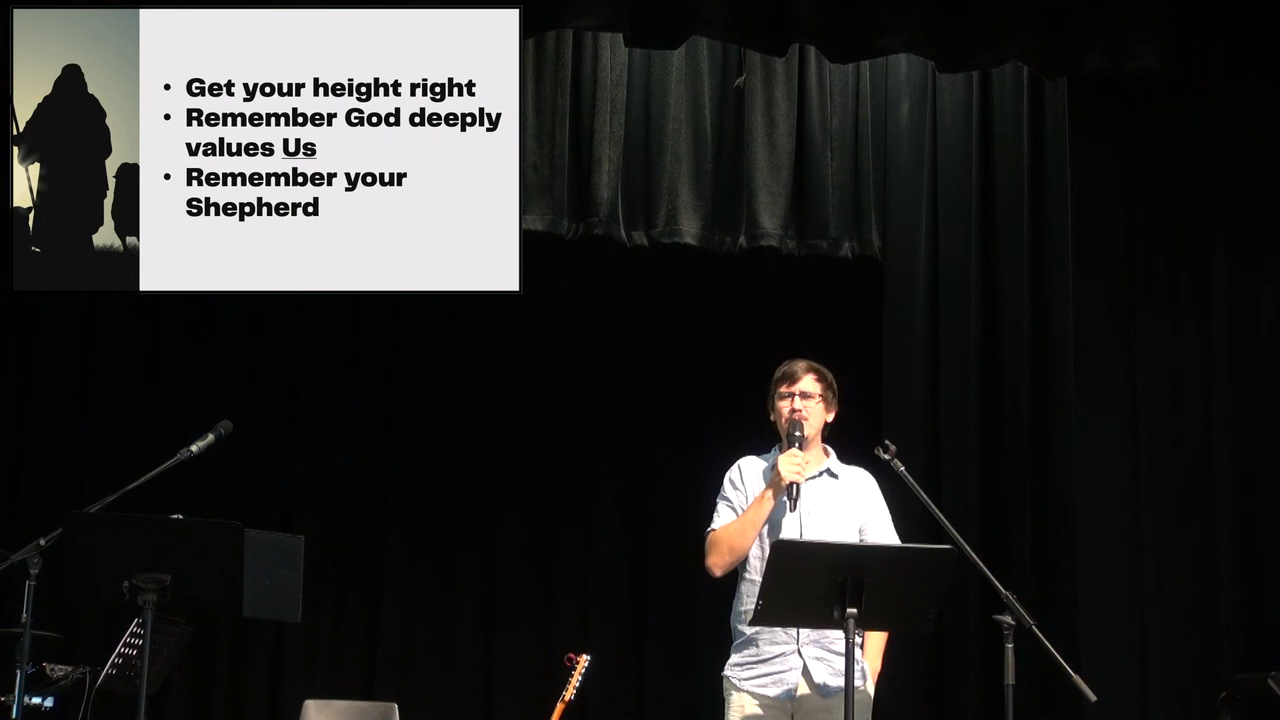 • Get your height right
• Remember God deeply
values Us
• Remember your
Shepherd